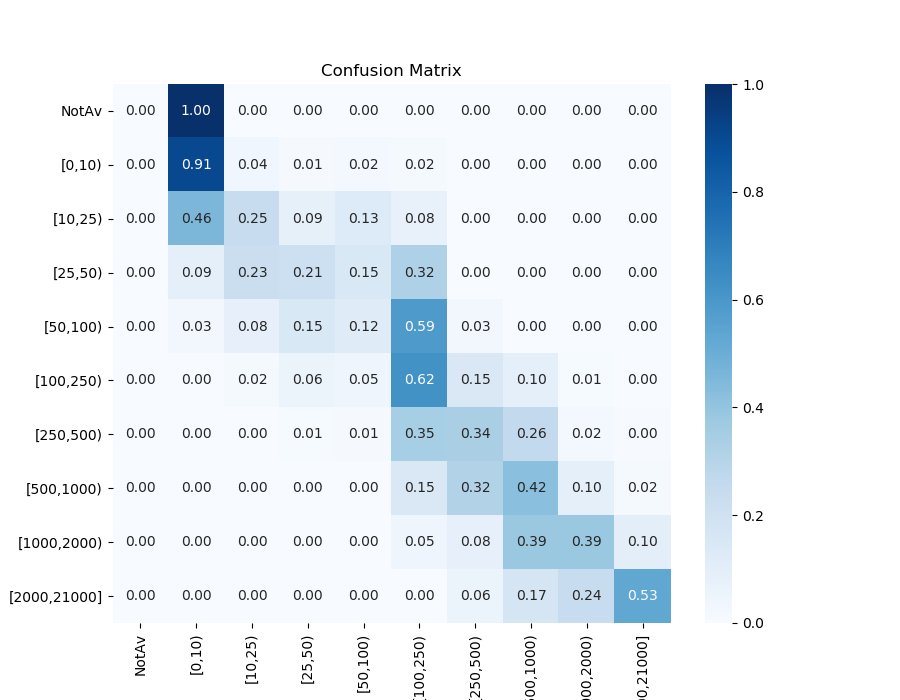 Confusion Matrix
NotAv 0.00 1.00 0.00 0.00 0.00 0.00 0.00 0.00 0.00 0.00
[0,10) 0.00 0.91 0.04 0.01 0.02 0.02 0.00 0.00 0.00 0.00
[10,25) 0.00 0.46 0.25 0.09 0.13 0.08 0.00 0.00 0.00 0.00
[25,50) 0.00 0.09 0.23 0.21 0.15 0.32 0.00 0.00 0.00 0.00
[50,100) 0.00 0.03 0.08 0.15 0.12 0.59 0.03 0.00 0.00 0.00
[100,250) 0.00 0.00 0.02 0.06 0.05 0.62 0.15 0.10 0.01 0.00
[250,500) 0.00 0.00 0.00 0.01 0.01 0.35 0.34 0.26 0.02 0.00
[500,1000) 0.00 0.00 0.00 0.00 0.00 0.15 0.32 0.42 0.10 0.02
[1000,2000) 0.00 0.00 0.00 0.00 0.00 0.05 0.08 0.39 0.39 0.10
[2000,21000] 0.00 0.00 0.00 0.00 0.00 0.00 0.06 0.17 0.24 0.53
NotAv [0,10) [10,25) [25,50) [50,100) 100,250) 250,500) 00,1000) 00,2000) 0,21000]
1.0
0.8
0.6
0.4
0.2
0.0